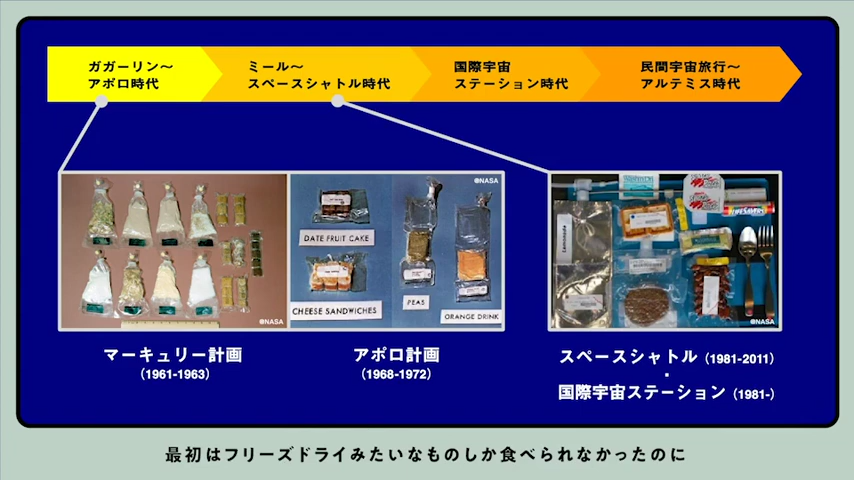 ガガーリン〜
アポロ時代
ミール〜
スペースシャトル時代
国際宇宙
ステーション時代
民間宇宙旅行〜
アルテミス時代
@NASA
DATE FRUIT CAKE
CHEESE SANDWICHES
PEAS
ORANGE DRINK
@NASA
Lemonade
LIFESAVERS
@NASA
マーキュリー計画
(1961-1963)
アポロ計画
(1968-1972)
スペースシャトル (1981-2011)
・
国際宇宙ステーション (1981-)
最初はフリーズドライみたいなものしか食べられなかったのに